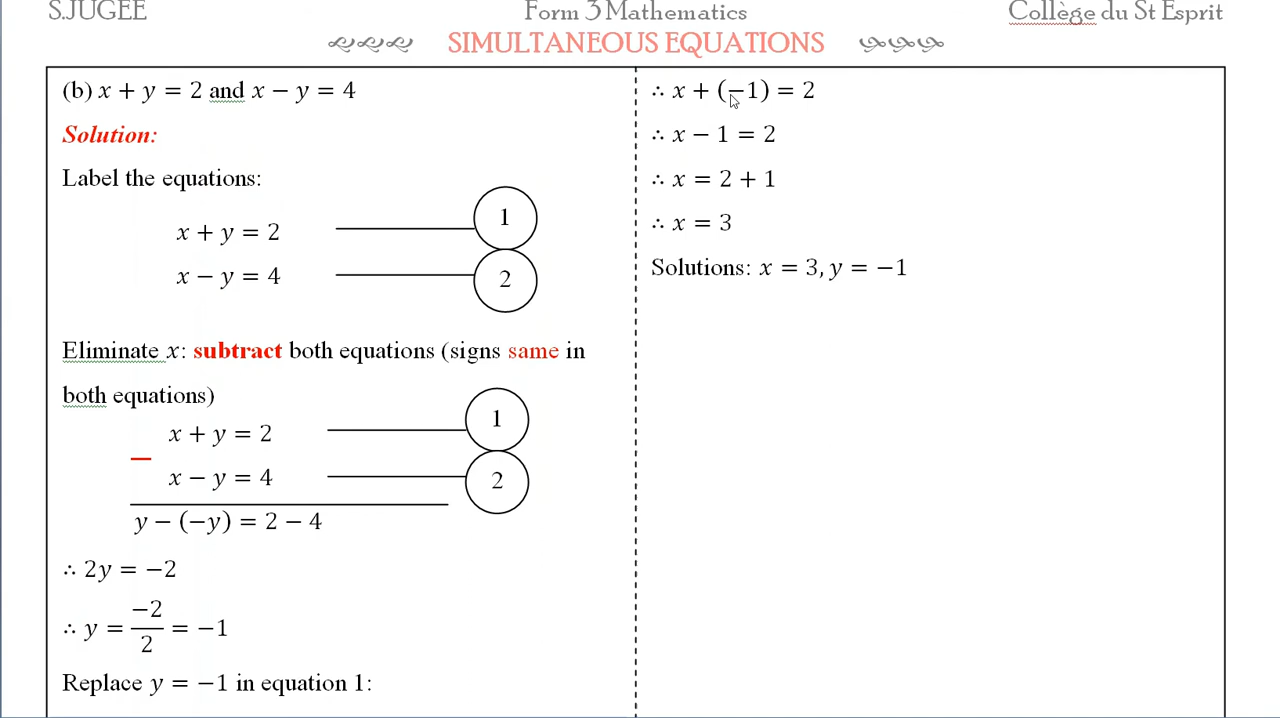 S.JUGEE Form 3 Mathematics Collège du St Esprit
SIMULTANEOUS EQUATIONS
(b) x + y = 2 and x − y = 4
Solution:
Label the equations:
x + y = 2 1
x − y = 4 2
Eliminate x: subtract both equations (signs same in
both equations)
x + y = 2 1
−
x − y = 4 2
y − (−y) = 2 − 4
∴ 2y = −2
∴ y = −2/2 = −1
Replace y = −1 in equation 1:
∴ x + (−1) = 2
∴ x − 1 = 2
∴ x = 2 + 1
∴ x = 3
Solutions: x = 3, y = −1